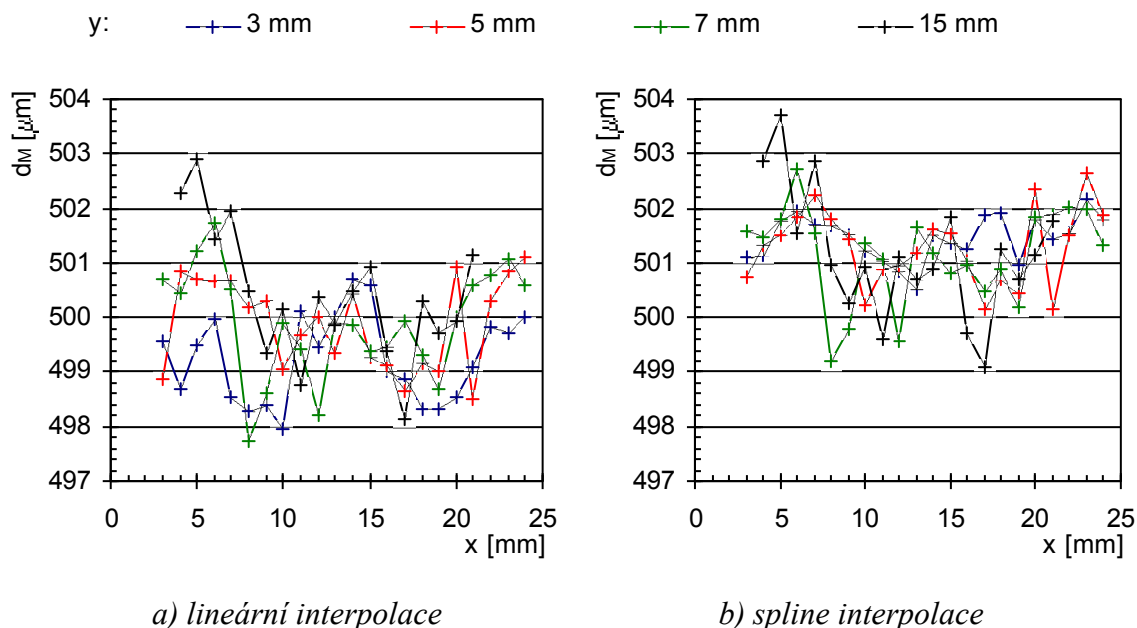 y: 3 mm 5 mm 7 mm 15 mm
504
503
502
501
500
499
498
497
dM [μm]
0 5 10 15 20 25
x [mm]
504
503
502
501
500
499
498
497
dM [μm]
0 5 10 15 20 25
x [mm]
a) lineární interpolace
b) spline interpolace